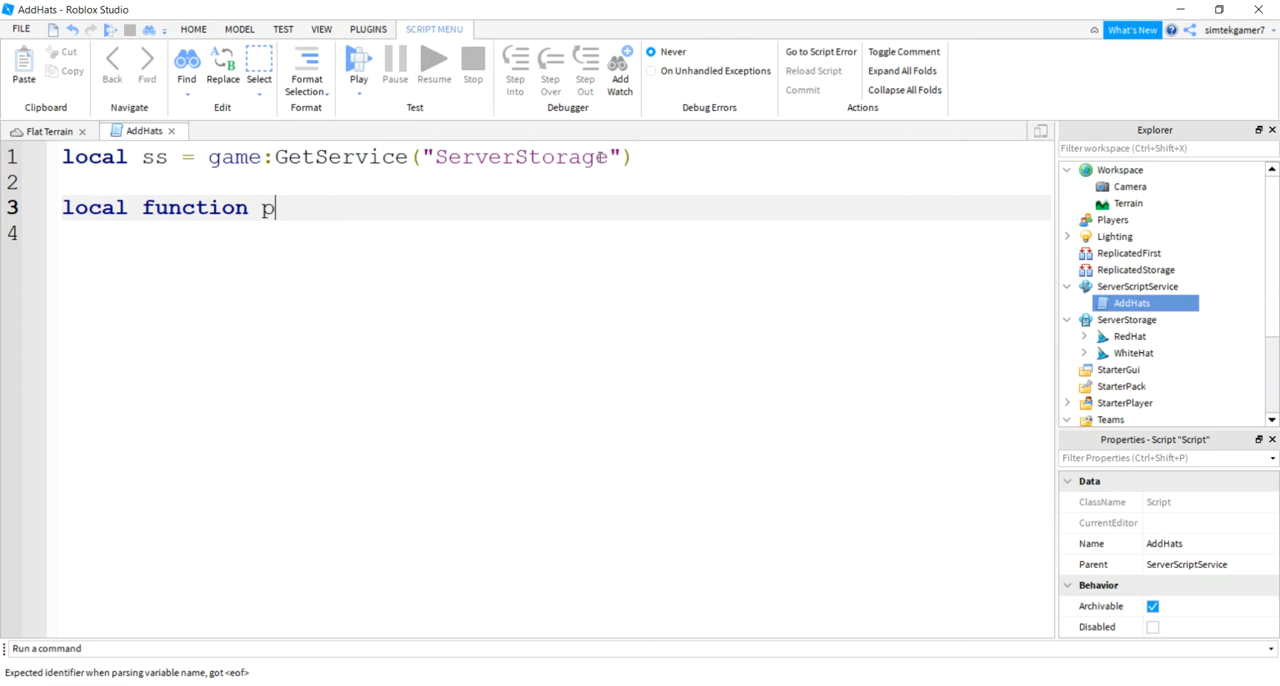 AddHats - Roblox Studio
FILE HOME MODEL TEST VIEW PLUGINS SCRIPT MENU What's New simtekgamer7
Paste Cut Copy Back Fwd Find Replace Select Format Selection Play Pause Resume Stop Step Into Step Over Step Out Add Watch Never On Unhandled Exceptions Go to Script Error Reload Script Commit Toggle Comment Expand All Folds Collapse All Folds
Clipboard Navigate Edit Format Test Debugger Debug Errors Actions
Flat Terrain AddHats
1 local ss = game:GetService("ServerStorage")
2
3 local function p
4
Explorer
Filter workspace (Ctrl+Shift+X)
Workspace
Camera
Terrain
Players
Lighting
ReplicatedFirst
ReplicatedStorage
ServerScriptService
AddHats
ServerStorage
RedHat
WhiteHat
StarterGui
StarterPack
StarterPlayer
Teams
Properties - Script "Script"
Filter Properties (Ctrl+Shift+P)
Data
ClassName Script
CurrentEditor
Name AddHats
Parent ServerScriptService
Behavior
Archivable
Disabled
Run a command
Expected identifier when parsing variable name, got <eof>